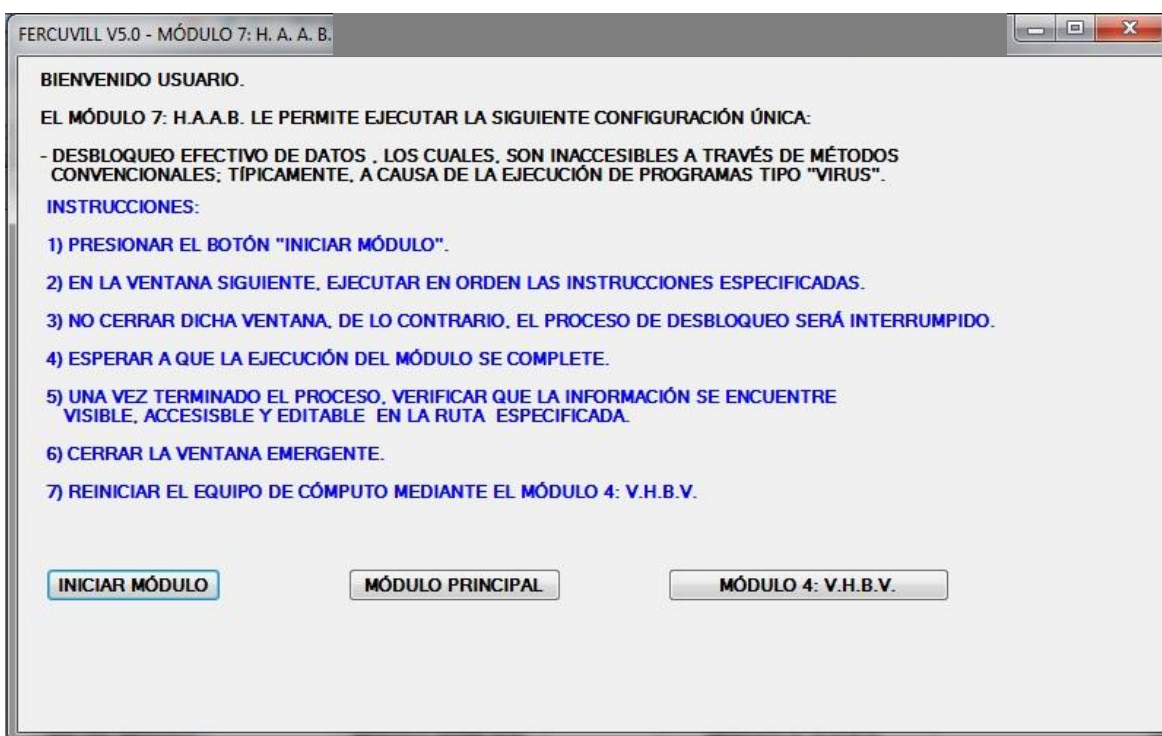 FERCUVILL V5.0 - MÓDULO 7: H. A. A. B.
BIENVENIDO USUARIO.
EL MÓDULO 7: H.A.A.B. LE PERMITE EJECUTAR LA SIGUIENTE CONFIGURACIÓN ÚNICA:
- DESBLOQUEO EFECTIVO DE DATOS , LOS CUALES, SON INACCESIBLES A TRAVÉS DE MÉTODOS
CONVENCIONALES; TÍPICAMENTE, A CAUSA DE LA EJECUCIÓN DE PROGRAMAS TIPO "VIRUS".
INSTRUCCIONES:
1) PRESIONAR EL BOTÓN "INICIAR MÓDULO".
2) EN LA VENTANA SIGUIENTE, EJECUTAR EN ORDEN LAS INSTRUCCIONES ESPECIFICADAS.
3) NO CERRAR DICHA VENTANA, DE LO CONTRARIO, EL PROCESO DE DESBLOQUEO SERÁ INTERRUMPIDO.
4) ESPERAR A QUE LA EJECUCIÓN DEL MÓDULO SE COMPLETE.
5) UNA VEZ TERMINADO EL PROCESO, VERIFICAR QUE LA INFORMACIÓN SE ENCUENTRE
VISIBLE, ACCESISBLE Y EDITABLE EN LA RUTA ESPECIFICADA.
6) CERRAR LA VENTANA EMERGENTE.
7) REINICIAR EL EQUIPO DE CÓMPUTO MEDIANTE EL MÓDULO 4: V.H.B.V.
INICIAR MÓDULO MÓDULO PRINCIPAL MÓDULO 4: V.H.B.V.